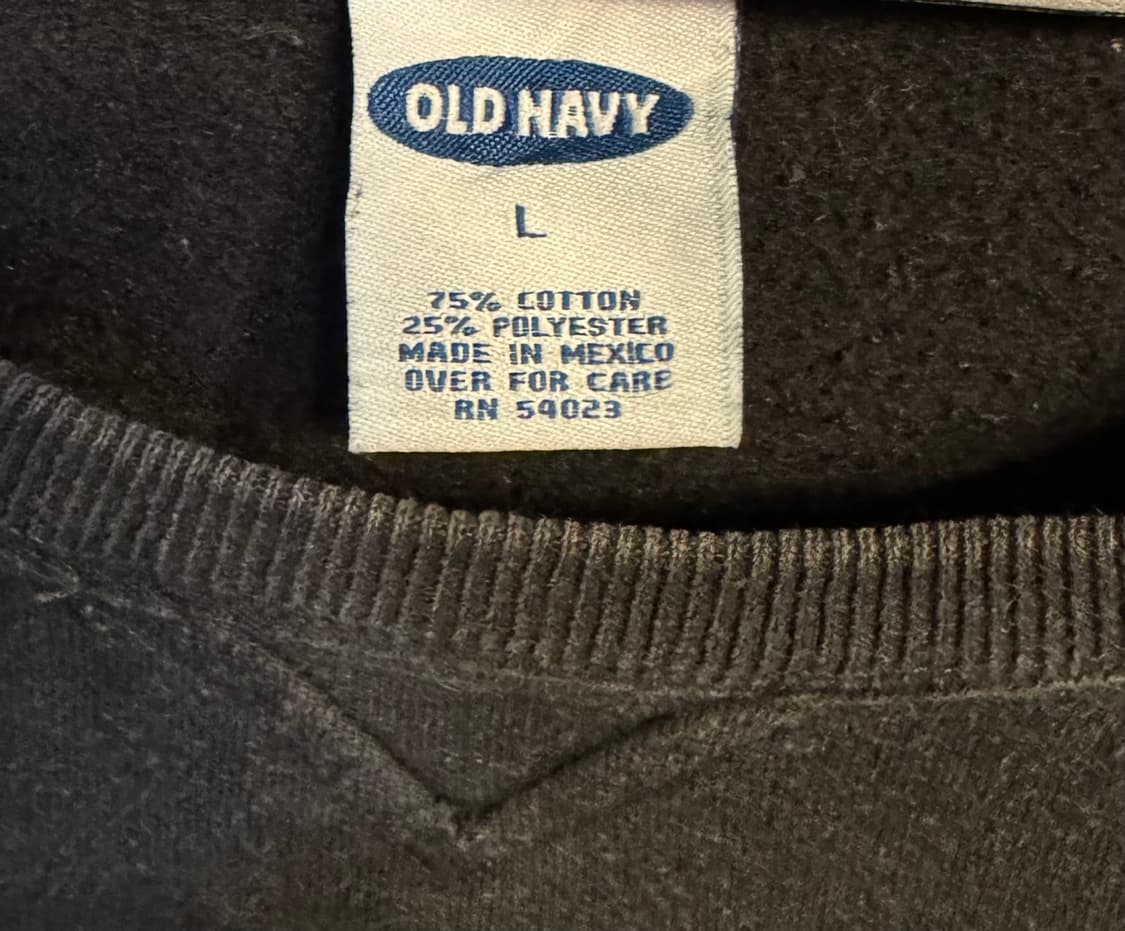 OLD NAVY
L
75% COTTON
25% POLYESTER
MADE IN MEXICO
OVER FOR CARE
RN 54023